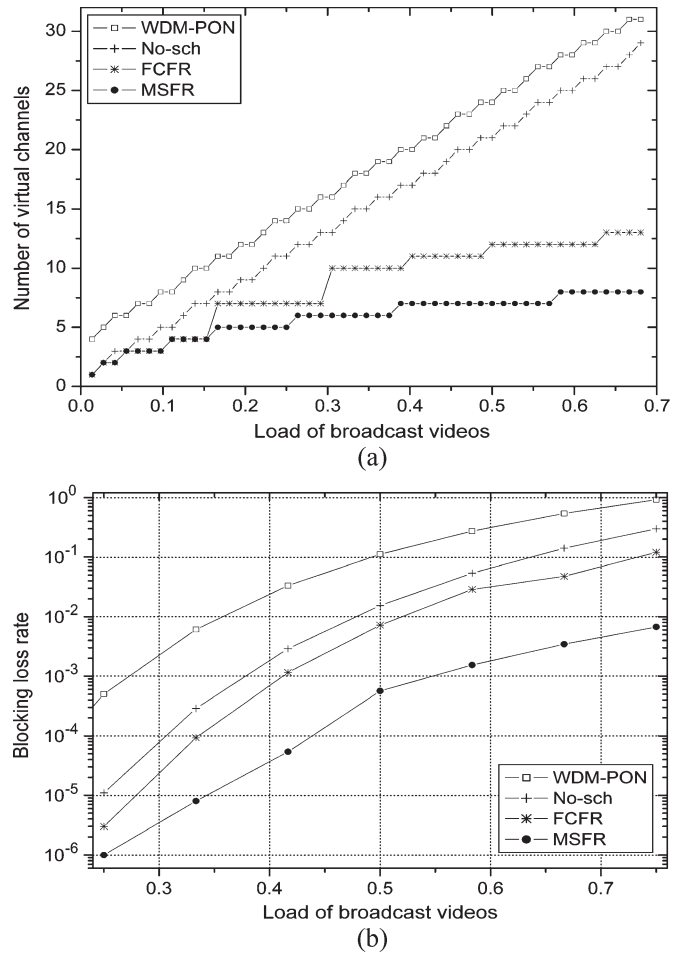 30
25
20
15
10
5
0
Number of virtual channels
WDM-PON
No-sch
FCFR
MSFR
0.0 0.1 0.2 0.3 0.4 0.5 0.6 0.7
Load of broadcast videos
(a)
10^0
10^-1
10^-2
10^-3
10^-4
10^-5
10^-6
Blocking loss rate
WDM-PON
No-sch
FCFR
MSFR
0.3 0.4 0.5 0.6 0.7
Load of broadcast videos
(b)